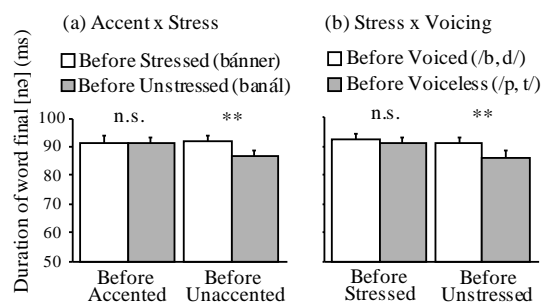 (a) Accent x Stress
Before Stressed (bánner)
Before Unstressed (banál)
n.s.
**
Duration of word final [nə] (ms)
100
90
80
70
60
50
Before
Accented
Before
Unaccented
(b) Stress x Voicing
Before Voiced (/b, d/)
Before Voiceless (/p, t/)
n.s.
**
Before
Stressed
Before
Unstressed